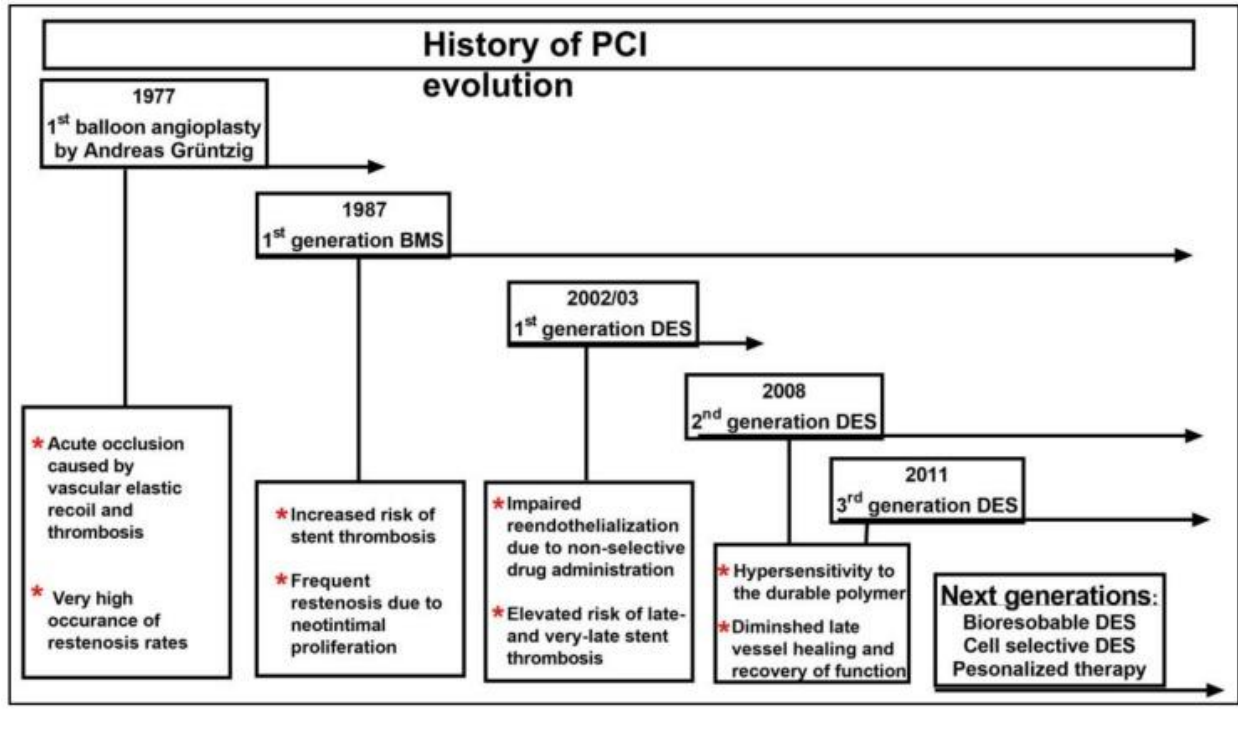 History of PCI
evolution
1977
1st balloon angioplasty
by Andreas Grüntzig
1987
1st generation BMS
2002/03
1st generation DES
2008
2nd generation DES
2011
3rd generation DES
* Acute occlusion
caused by
vascular elastic
recoil and
thrombosis
* Very high
occurance of
restenosis rates
* Increased risk of
stent thrombosis
* Frequent
restenosis due to
neotintimal
proliferation
* Impaired
reendothelialization
due to non-selective
drug administration
* Elevated risk of late-
and very-late stent
thrombosis
* Hypersensitivity to
the durable polymer
* Diminshed late
vessel healing and
recovery of function
Next generations:
Bioresobable DES
Cell selective DES
Pesonalized therapy